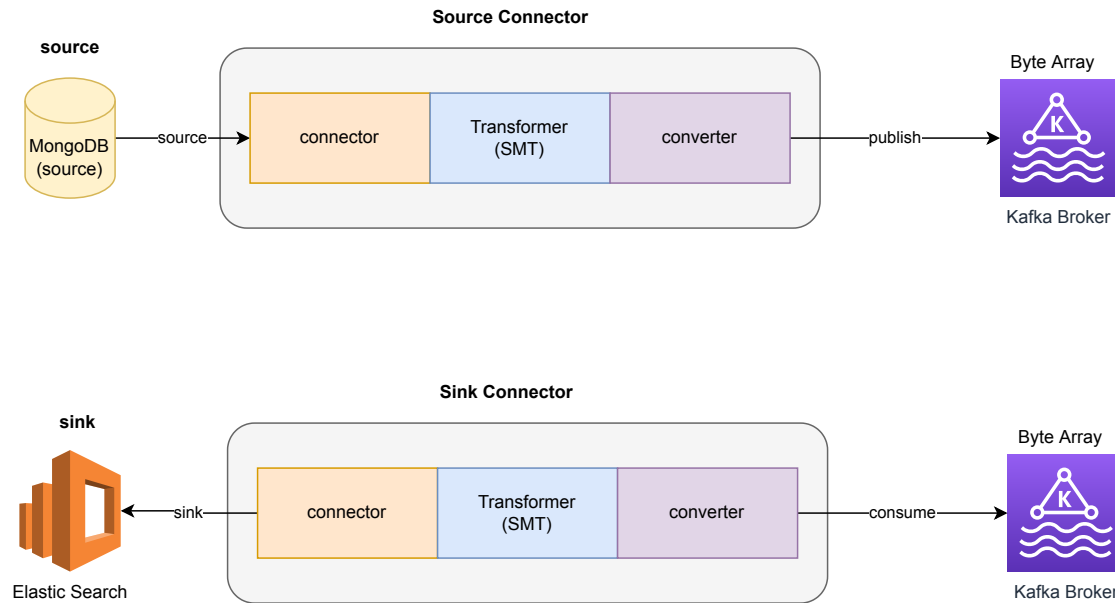 Source Connector
source
Byte Array
MongoDB
(source)
source
connector
Transformer
(SMT)
converter
publish
K
Kafka Broker
Sink Connector
sink
Byte Array
sink
connector
Transformer
(SMT)
converter
consume
K
Elastic Search
Kafka Broker